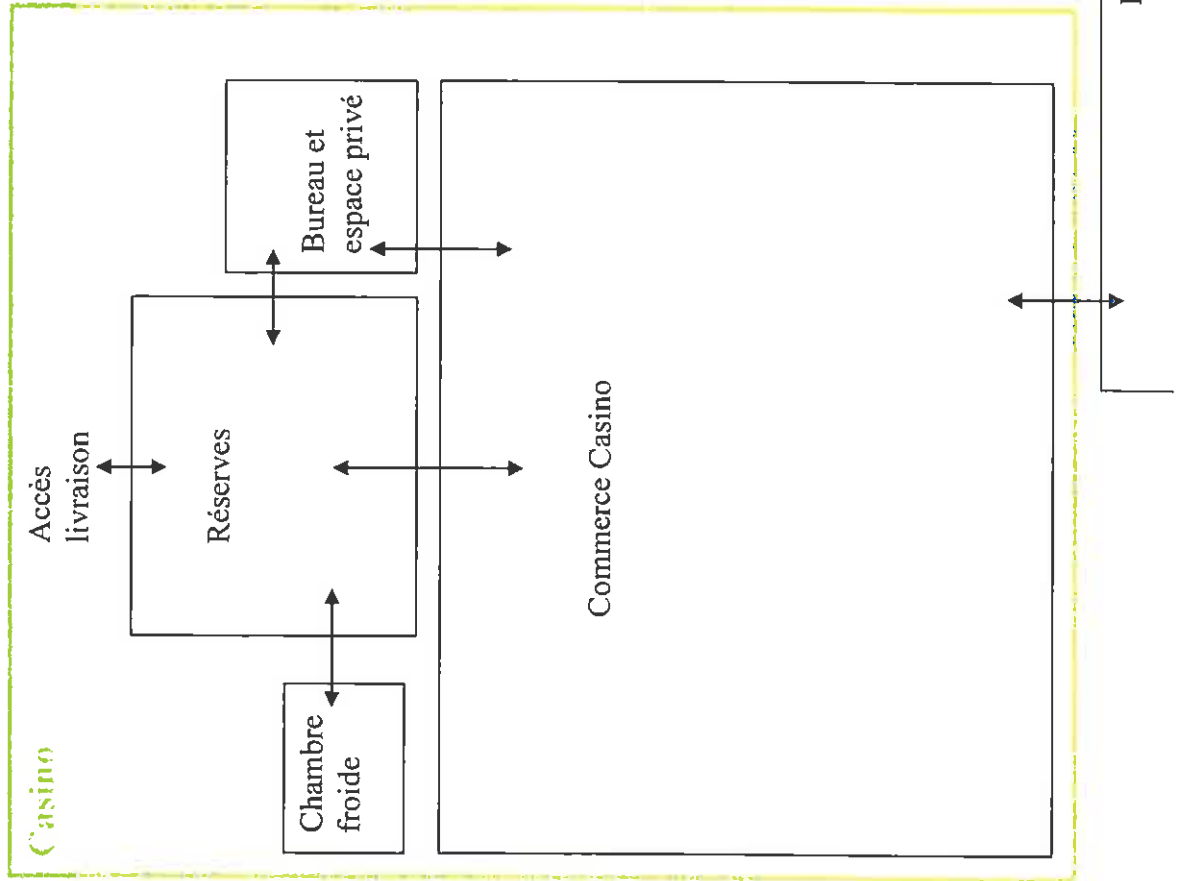 Casino
Accès
livraison
Réserves
Bureau et
espace privé
Chambre
froide
Commerce Casino